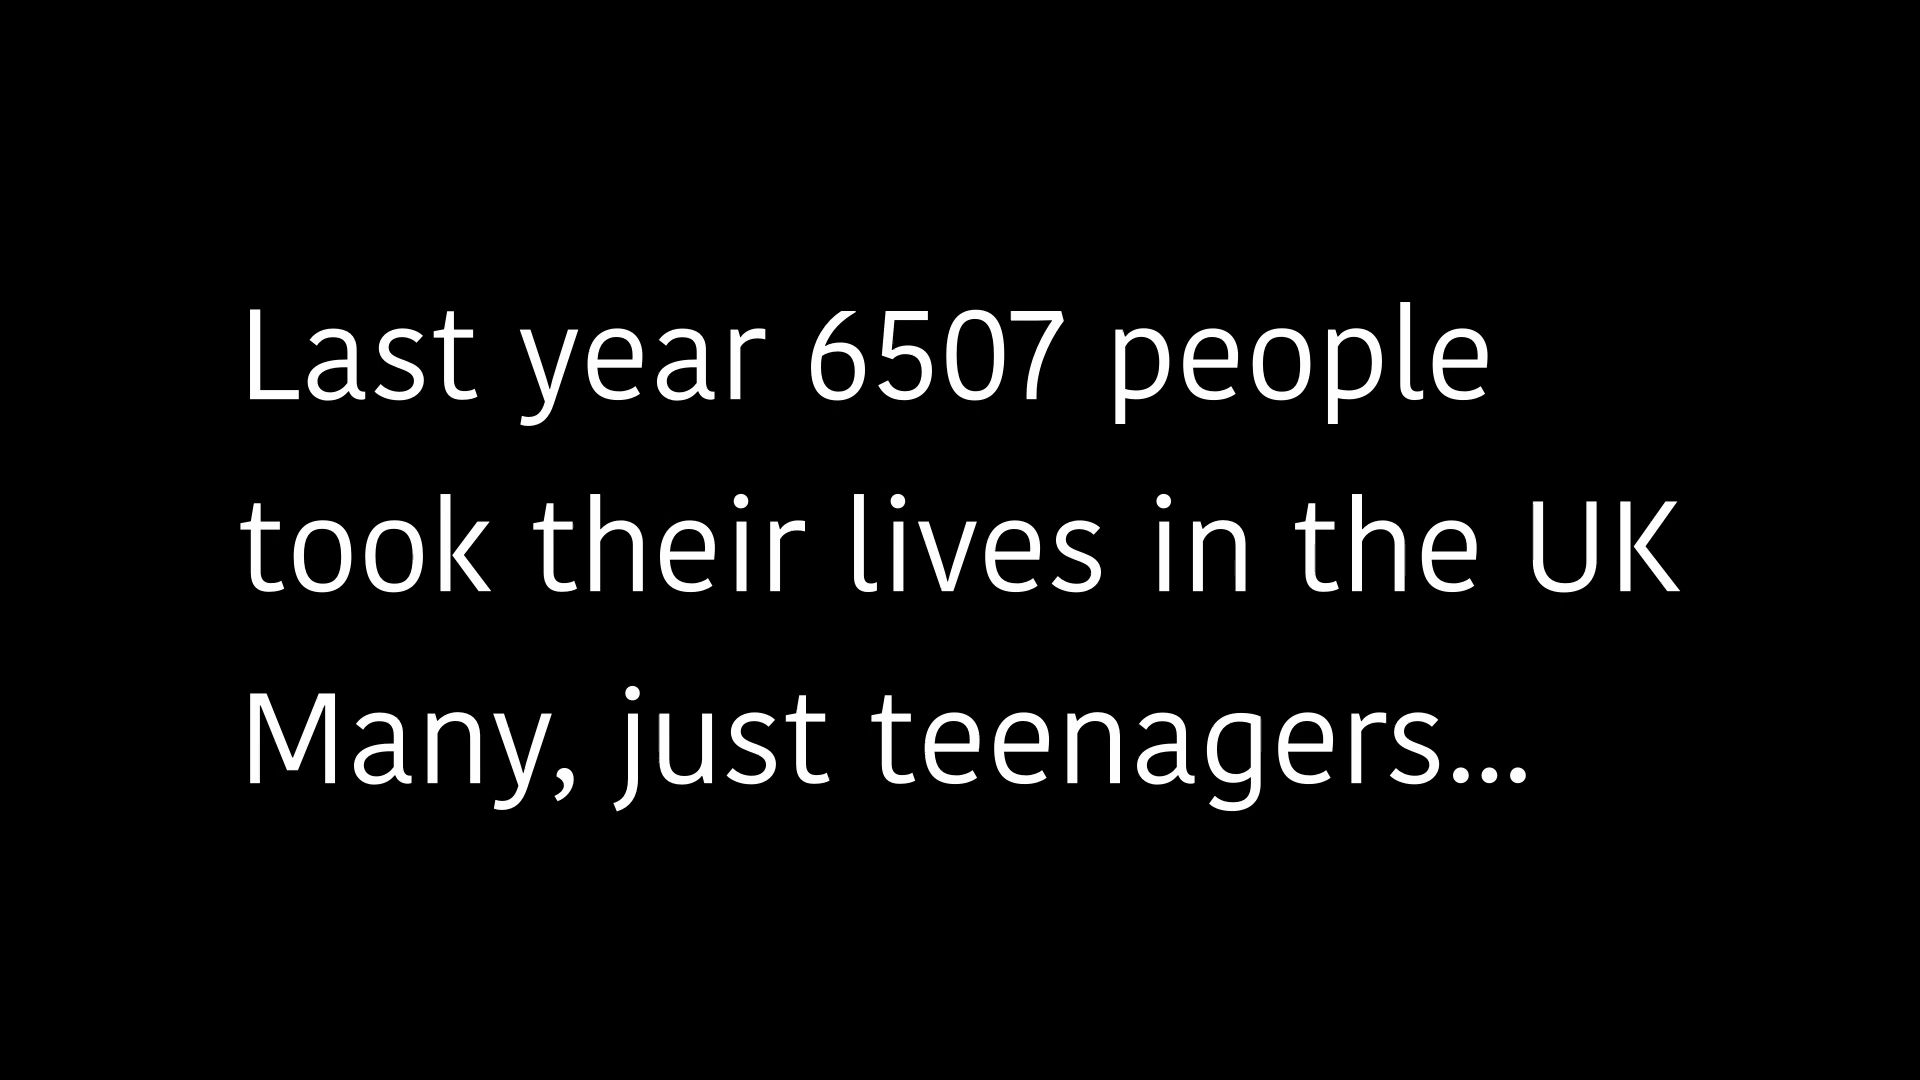 Last year 6507 people
took their lives in the UK
Many, just teenagers...